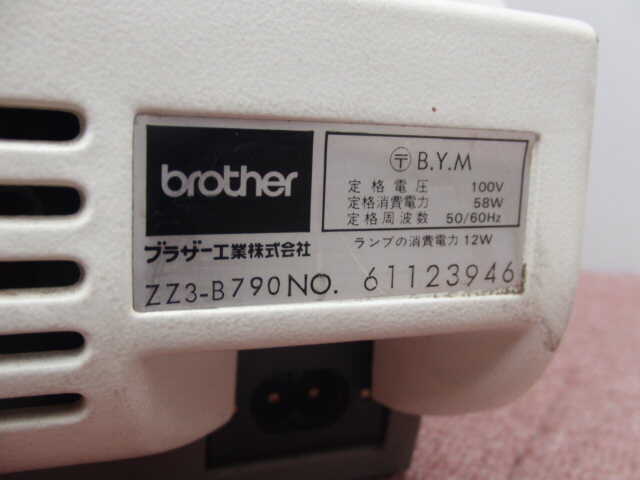 brother
ブラザー工業株式会社
〒 B.Y.M
定格電圧 100V
定格消費電力 58W
定格周波数 50/60Hz
ランプの消費電力 12W
ZZ3-B790 NO. 61123946